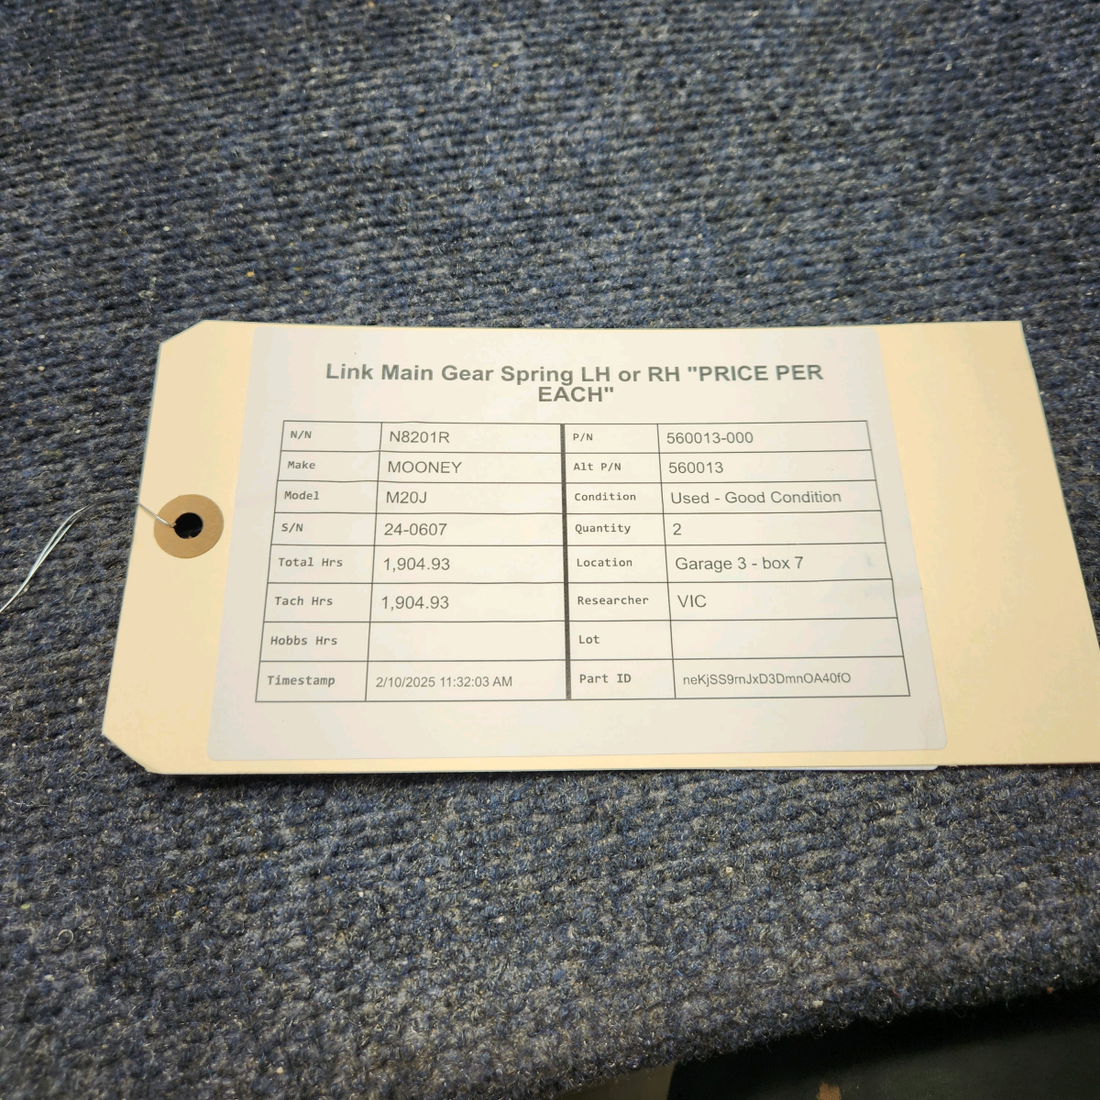 Link Main Gear Spring LH or RH "PRICE PER
EACH"
N/N N8201R P/N 560013-000
Make MOONEY Alt P/N 560013
Model M20J Condition Used - Good Condition
S/N 24-0607 Quantity 2
Total Hrs 1,904.93 Location Garage 3 - box 7
Tach Hrs 1,904.93 Researcher VIC
Hobbs Hrs Lot
Timestamp 2/10/2025 11:32:03 AM Part ID neKjSS9mJxD3DmnOA40fO